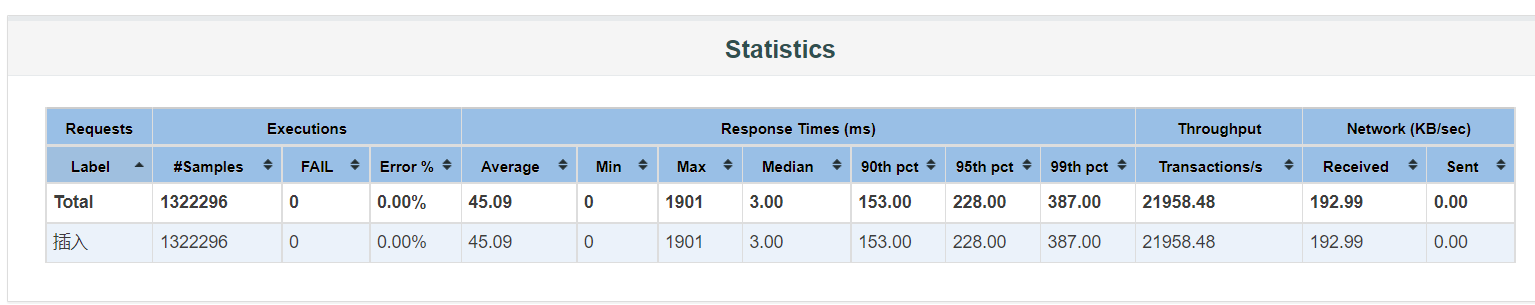 Statistics
Requests Executions Response Times (ms) Throughput Network (KB/sec)
Label #Samples FAIL Error % Average Min Max Median 90th pct 95th pct 99th pct Transactions/s Received Sent
Total 1322296 0 0.00% 45.09 0 1901 3.00 153.00 228.00 387.00 21958.48 192.99 0.00
插入 1322296 0 0.00% 45.09 0 1901 3.00 153.00 228.00 387.00 21958.48 192.99 0.00